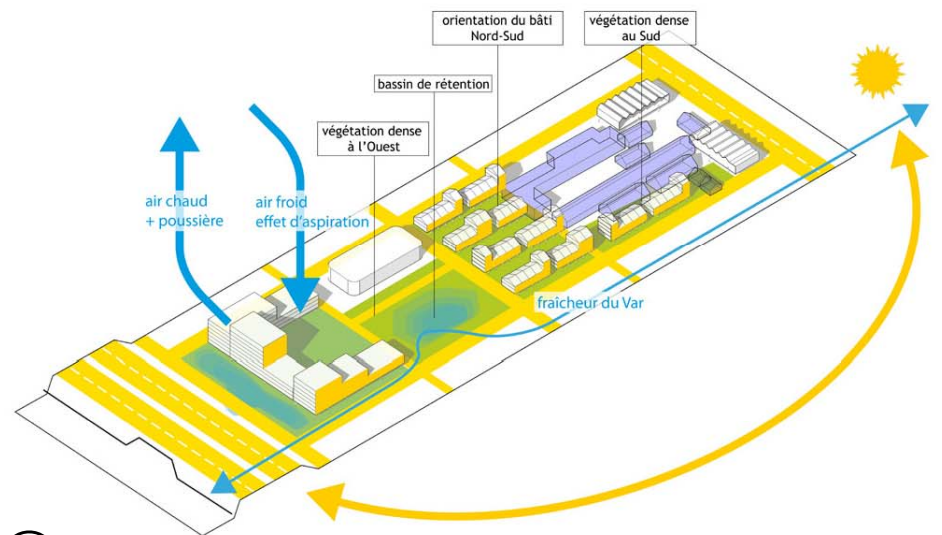 orientation du bâti
Nord-Sud
végétation dense
au Sud
bassin de rétention
végétation dense
à l'Ouest
air chaud
+ poussière
air froid
effet d'aspiration
fraîcheur du Var